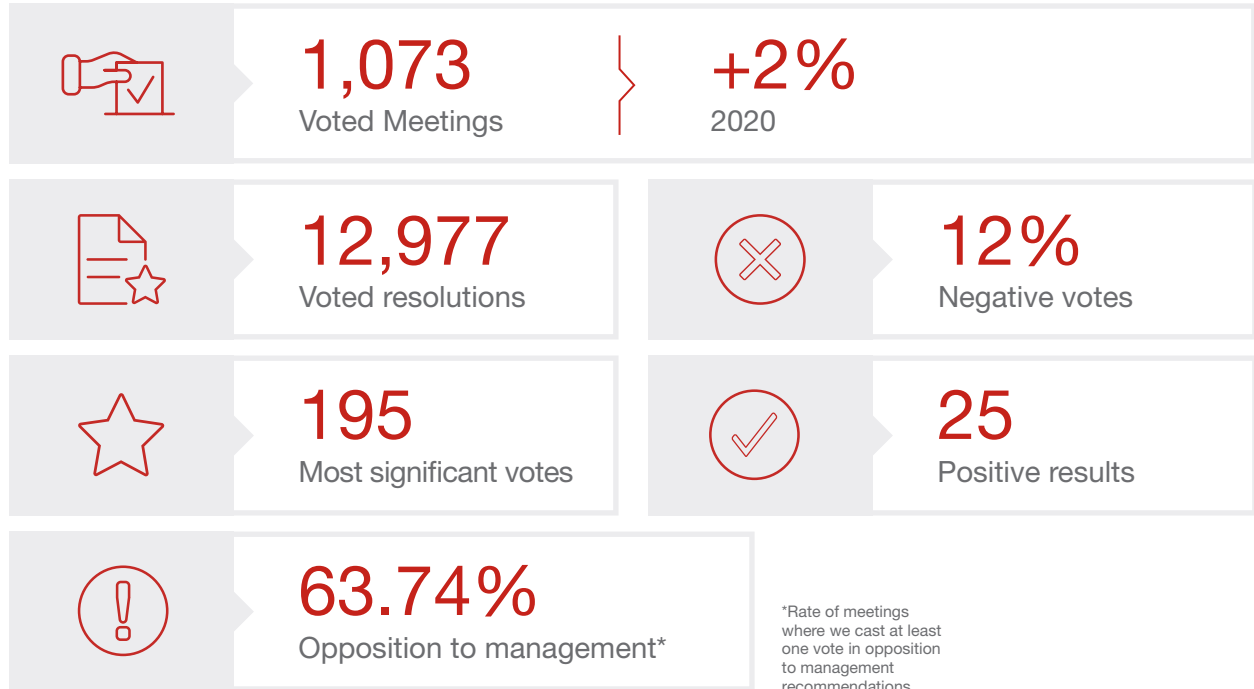 1,073
Voted Meetings
+2%
2020
12,977
Voted resolutions
12%
Negative votes
195
Most significant votes
25
Positive results
63.74%
Opposition to management*
*Rate of meetings
where we cast at least
one vote in opposition
to management
recommendations